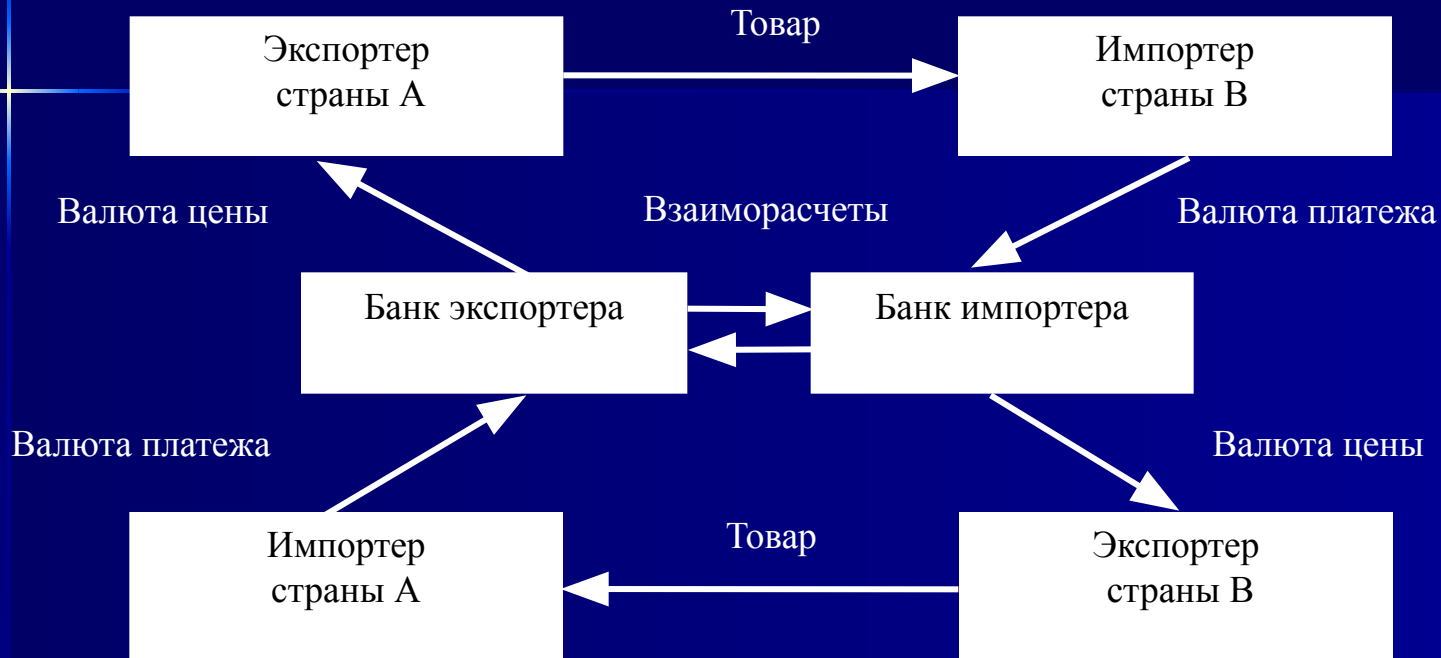 Товар
Экспортер
страны А
Импортер
страны В
Валюта цены
Взаиморасчеты
Валюта платежа
Банк экспортера
Банк импортера
Валюта платежа
Валюта цены
Импортер
страны А
Товар
Экспортер
страны В